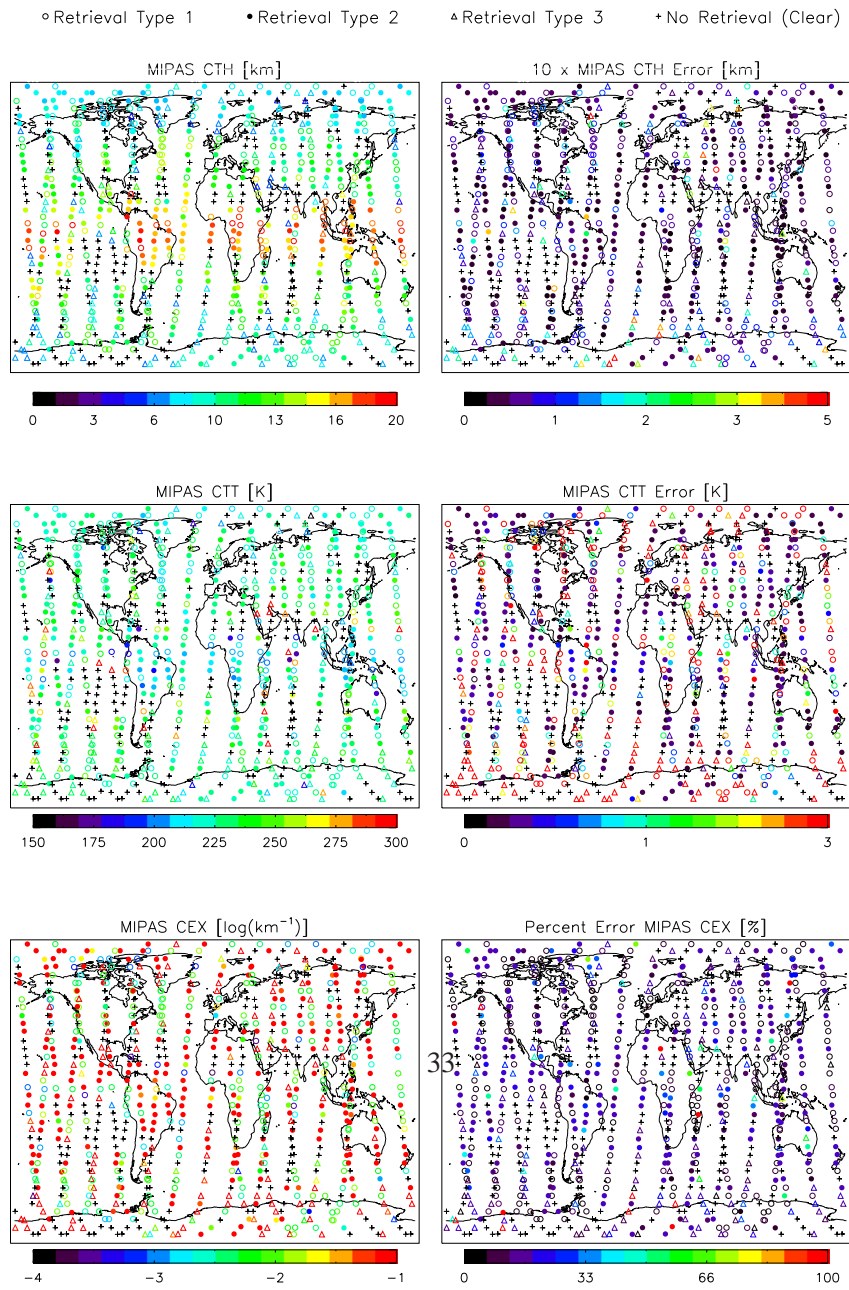 Retrieval Type 1 Retrieval Type 2 Retrieval Type 3 No Retrieval (Clear)
MIPAS CTH [km] 10 x MIPAS CTH Error [km]
0 3 6 10 13 16 20 0 1 2 3 5
MIPAS CTT [K] MIPAS CTT Error [K]
150 175 200 225 250 275 300 0 1 3
MIPAS CEX [log(km⁻¹)] Percent Error MIPAS CEX [%]
33
-4 -3 -2 -1 0 33 66 100